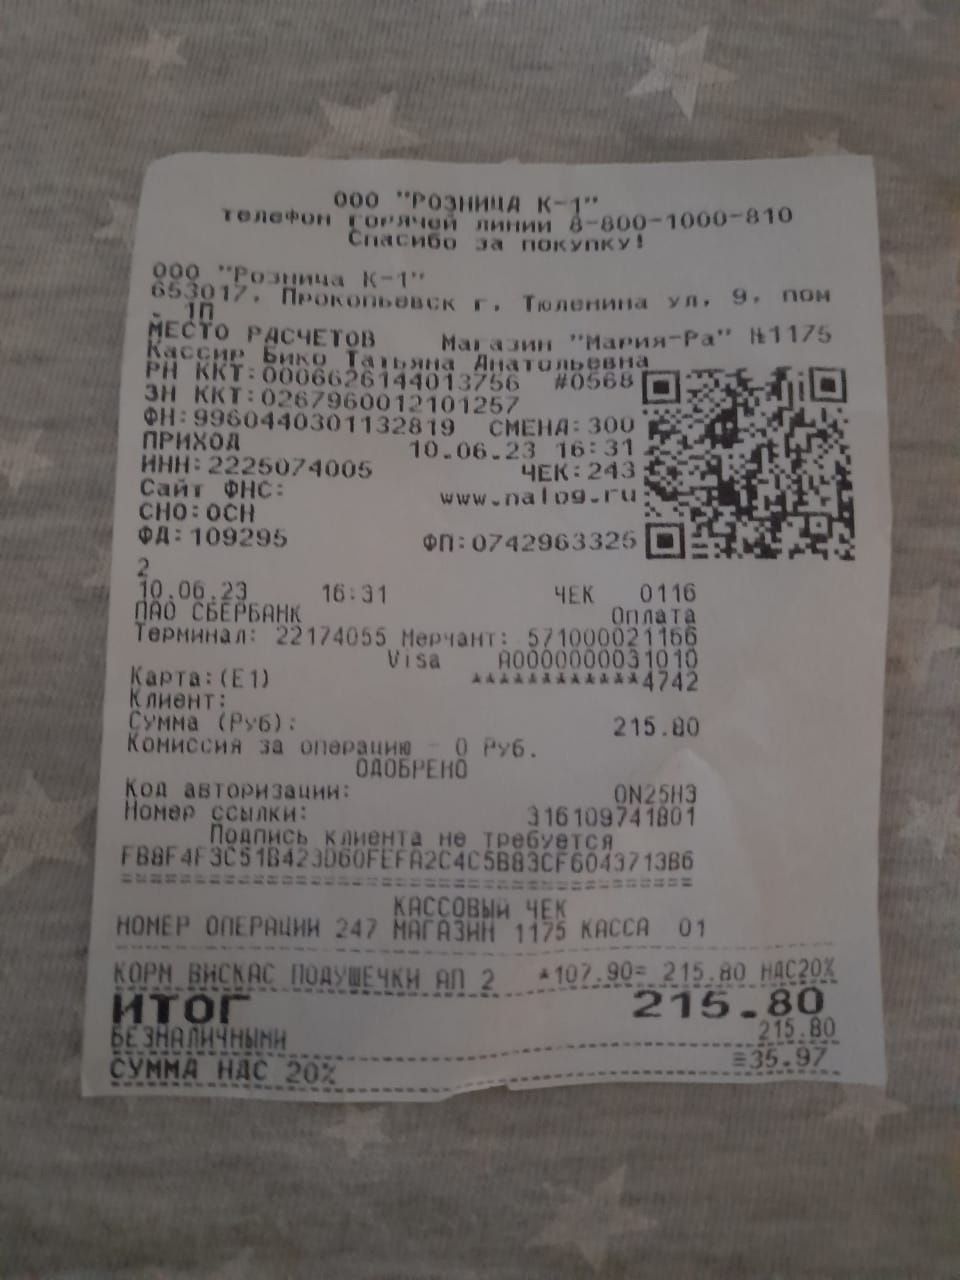 ООО "РОЗНИЦА К-1"
телефон горячей линии 8-800-1000-810
Спасибо за покупку!
ООО "Розница К-1"
653017, Прокопьевск г, Тюленина ул, 9, пом
. 1П
МЕСТО РАСЧЕТОВ Магазин "Мария-Ра" №1175
Кассир Бико Татьяна Анатольевна
РН ККТ:0006626144013756 #0568
ЗН ККТ:0267960012101257
ФН:9960440301132819 СМЕНА:300
ПРИХОД 10.06.23 16:31
ИНН:2225074005 ЧЕК:243
Сайт ФНС: www.nalog.ru
СНО:ОСН
ФД:109295 ФП:0742963325
2
10.06.23 16:31 ЧЕК 0116
ПАО СБЕРБАНК Оплата
Терминал: 22174055 Мерчант: 571000021166
Visa A0000000031010
Карта:(E1) ************4742
Клиент:
Сумма (Руб): 215.80
Комиссия за операцию - 0 Руб.
ОДОБРЕНО
Код авторизации: 0N25H3
Номер ссылки: 316109741801
Подпись клиента не требуется
FB8F4F3C51B423D60FEFA2C4C5B83CF6043713B6
========================================
КАССОВЫЙ ЧЕК
НОМЕР ОПЕРАЦИИ 247 МАГАЗИН 1175 КАССА 01
КОРМ ВИСКАС ПОДУШЕЧКИ АП 2 *107.90= 215.80 НДС20%
ИТОГ 215.80
БЕЗНАЛИЧНЫМИ 215.80
СУММА НДС 20% =35.97